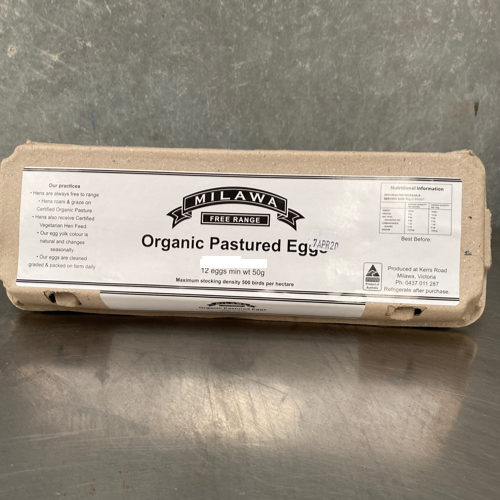 Our practices
• Hens are always free to range
• Hens roam & graze on
Certified Organic Pasture
• Hens also receive Certified
Vegetarian Hen Feed
• Our egg yolk colour is
natural and changes
seasonally.
• Our eggs are cleaned
graded & packed on farm daily
MILAWA
FREE RANGE
Organic Pastured Eggs
7APR20
12 eggs min wt 50g
Maximum stocking density 500 birds per hectare
Nutritional Information
Best Before:
Produced at Kerrs Road
Milawa, Victoria
Ph: 0437 011 287
Refrigerate after purchase.
Organic Pastured Eggs